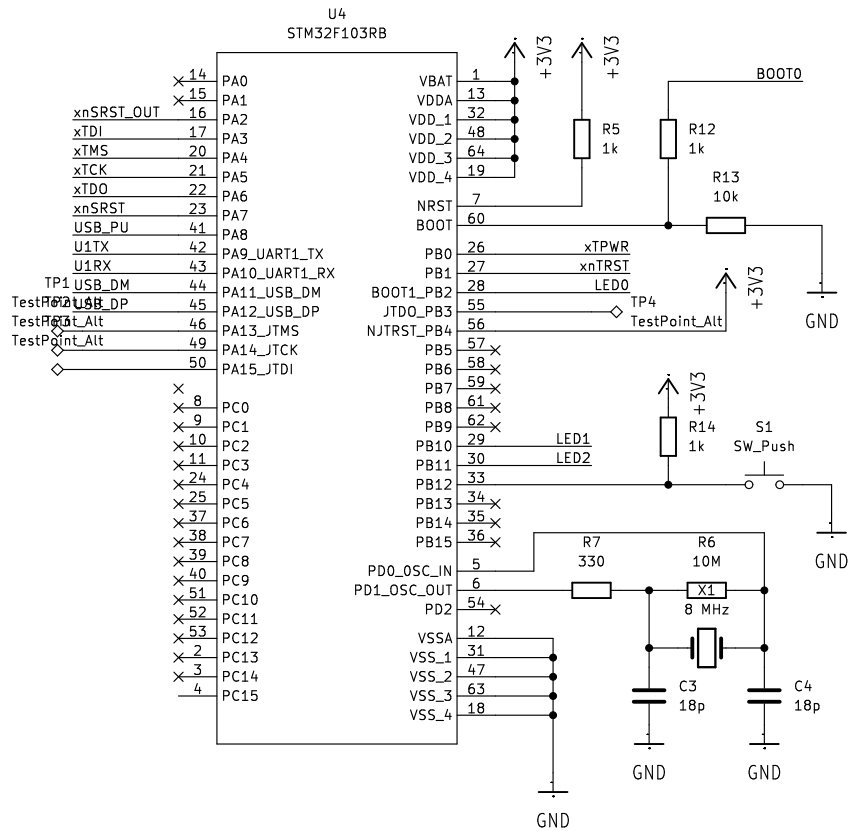 U4
STM32F103RB
14 PA0
15 PA1
xnSRST_OUT 16 PA2
xTDI 17 PA3
xTMS 20 PA4
xTCK 21 PA5
xTDO 22 PA6
xnSRST 23 PA7
USB_PU 41 PA8
U1TX 42 PA9_UART1_TX
U1RX 43 PA10_UART1_RX
TP1
USB_DM 44 PA11_USB_DM
TestPoint_Alt
TP2
USB_DP 45 PA12_USB_DP
TestPoint_Alt
TP3
46 PA13_JTMS
TestPoint_Alt
49 PA14_JTCK
50 PA15_JTDI
8 PC0
9 PC1
10 PC2
11 PC3
24 PC4
25 PC5
37 PC6
38 PC7
39 PC8
40 PC9
51 PC10
52 PC11
53 PC12
2 PC13
3 PC14
4 PC15
VBAT 1
VDDA 13
VDD_1 32
VDD_2 48
VDD_3 64
VDD_4 19
NRST 7
BOOT 60
PB0 26 xTPWR
PB1 27 xnTRST
BOOT1_PB2 28 LED0
JTDO_PB3 55
NJTRST_PB4 56
PB5 57
PB6 58
PB7 59
PB8 61
PB9 62
PB10 29 LED1
PB11 30 LED2
PB12 33
PB13 34
PB14 35
PB15 36
PD0_OSC_IN 5
PD1_OSC_OUT 6
PD2 54
VSSA 12
VSS_1 31
VSS_2 47
VSS_3 63
VSS_4 18
+3V3
+3V3
BOOT0
R5
1k
R12
1k
R13
10k
GND
+3V3
TP4
TestPoint_Alt
+3V3
R14
1k
S1
SW_Push
GND
R7
330
R6
10M
X1
8 MHz
C3
18p
C4
18p
GND
GND
GND